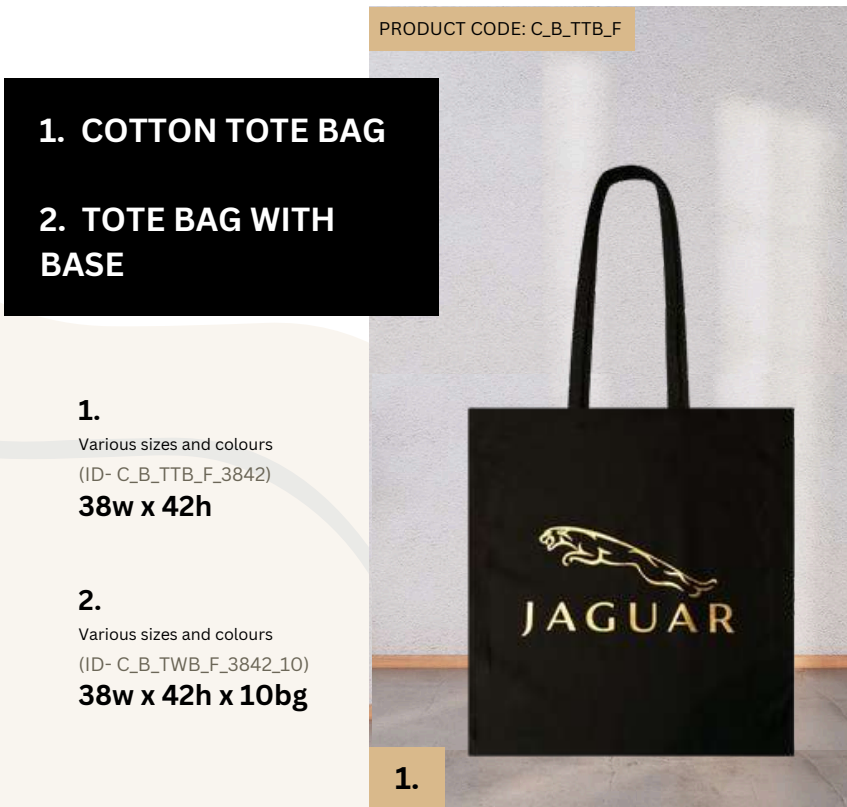 PRODUCT CODE: C_B_TTB_F
1. COTTON TOTE BAG
2. TOTE BAG WITH
BASE
1.
Various sizes and colours
(ID- C_B_TTB_F_3842)
38w x 42h
2.
Various sizes and colours
(ID- C_B_TWB_F_3842_10)
38w x 42h x 10bg
JAGUAR
1.